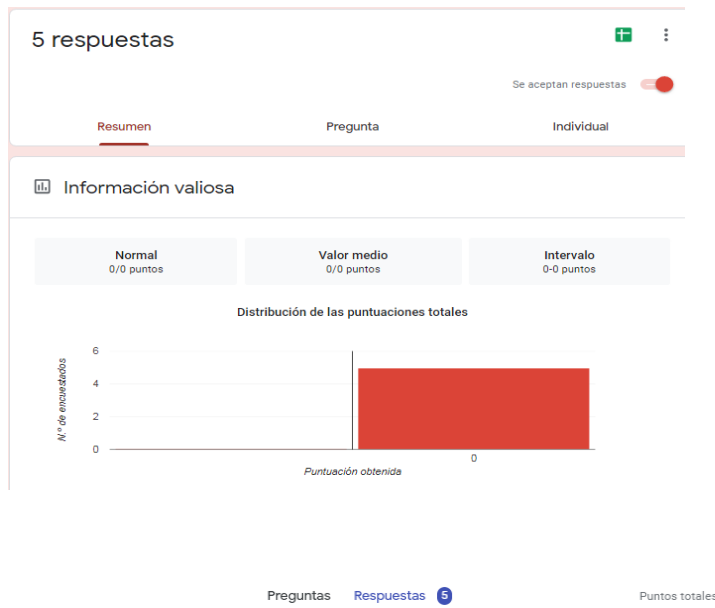 5 respuestas
Se aceptan respuestas
Resumen Pregunta Individual
Información valiosa
Normal Valor medio Intervalo
0/0 puntos 0/0 puntos 0-0 puntos
Distribución de las puntuaciones totales
6
4
2
0
N.º de encuestados
0
Puntuación obtenida
Preguntas Respuestas 5 Puntos totales